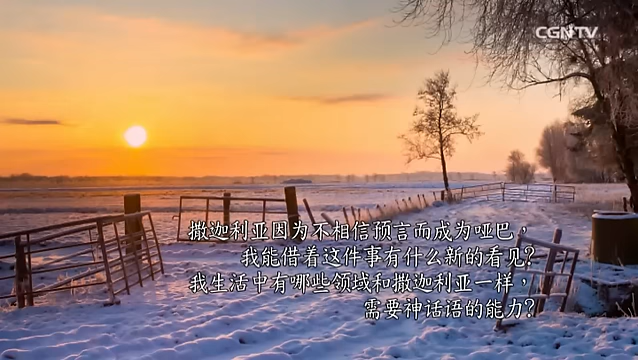 CGNTV
撒迦利亚因为不相信预言而成为哑巴，
我能借着这件事有什么新的看见？
我生活中有哪些领域和撒迦利亚一样，
需要神话语的能力？